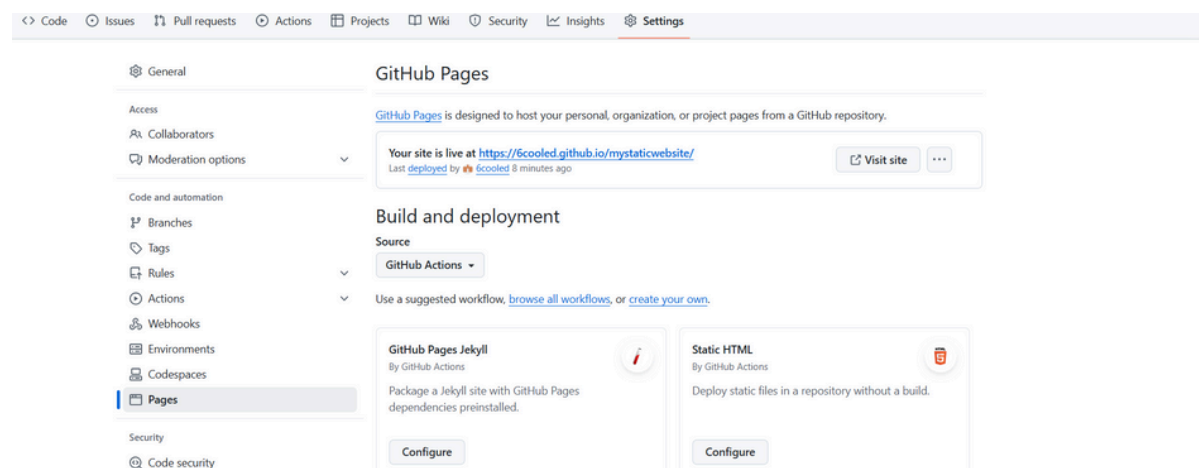 Code Issues Pull requests Actions Projects Wiki Security Insights Settings
General
Access
Collaborators
Moderation options
Code and automation
Branches
Tags
Rules
Actions
Webhooks
Environments
Codespaces
Pages
Security
Code security
GitHub Pages
GitHub Pages is designed to host your personal, organization, or project pages from a GitHub repository.
Your site is live at https://6cooled.github.io/mystaticwebsite/
Last deployed by 6cooled 8 minutes ago
Visit site
Build and deployment
Source
GitHub Actions
Use a suggested workflow, browse all workflows, or create your own.
GitHub Pages Jekyll
By GitHub Actions
Package a Jekyll site with GitHub Pages
dependencies preinstalled.
Configure
Static HTML
By GitHub Actions
Deploy static files in a repository without a build.
Configure